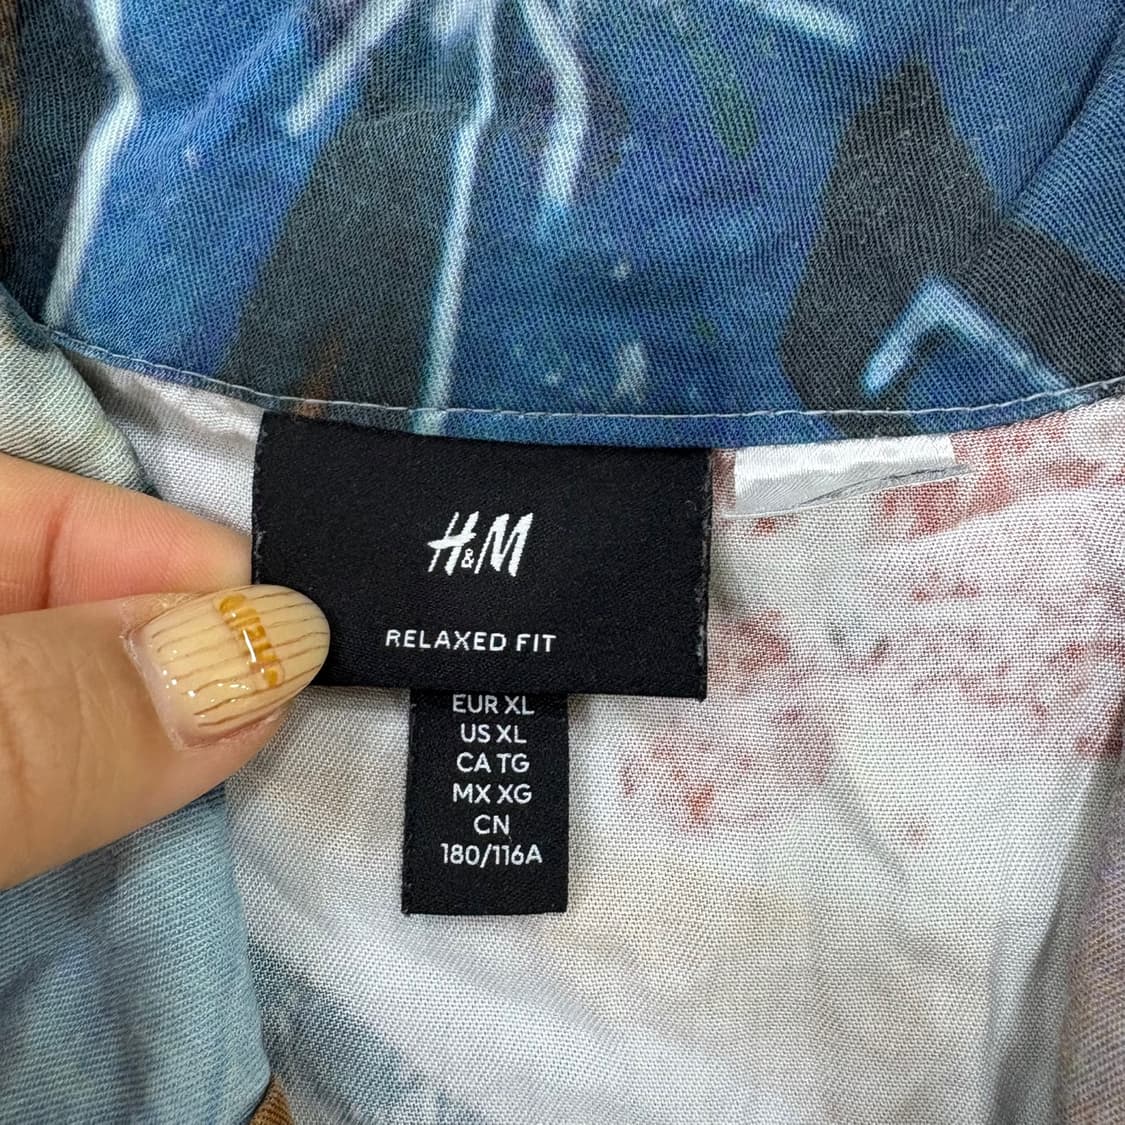 H&M
RELAXED FIT
EUR XL
US XL
CA TG
MX XG
CN
180/116A